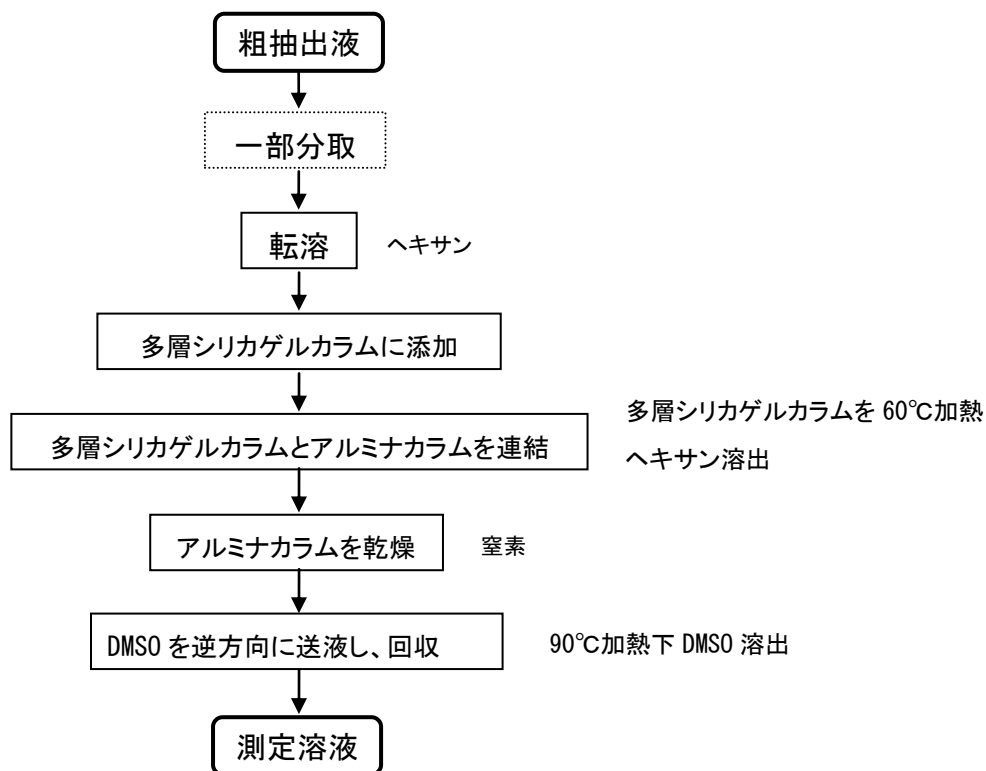 粗抽出液
一部分取
転溶
ヘキサン
多層シリカゲルカラムに添加
多層シリカゲルカラムを 60℃加熱
多層シリカゲルカラムとアルミナカラムを連結
ヘキサン溶出
アルミナカラムを乾燥
窒素
DMSO を逆方向に送液し、回収
90℃加熱下 DMSO 溶出
測定溶液